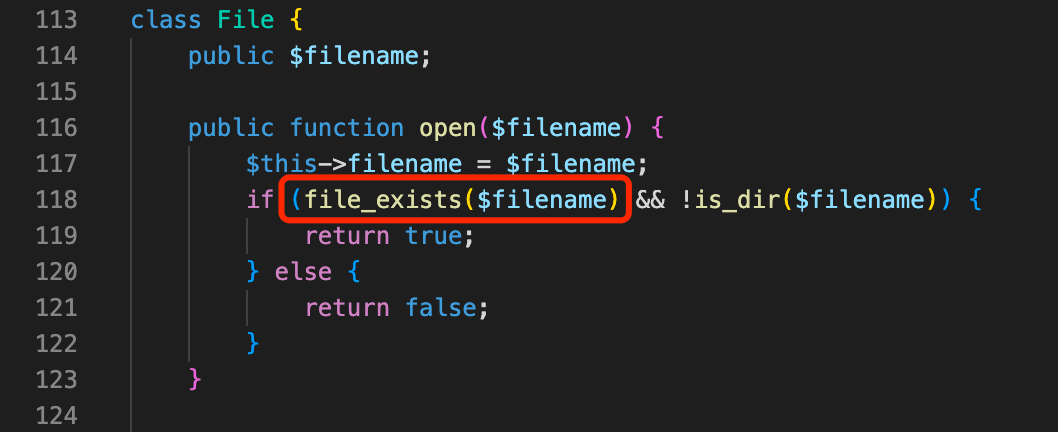 113 class File {
114 public $filename;
115
116 public function open($filename) {
117 $this->filename = $filename;
118 if (file_exists($filename) && !is_dir($filename)) {
119 return true;
120 } else {
121 return false;
122 }
123 }
124